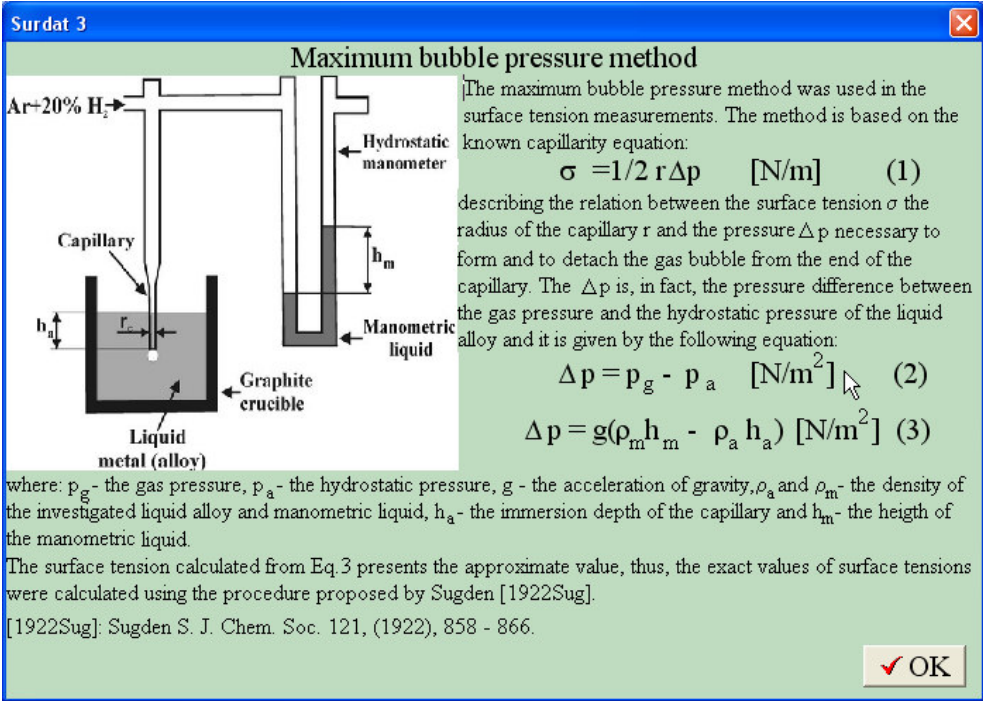 Surdat 3
Maximum bubble pressure method
Ar+20% H₂
Hydrostatic
manometer
Capillary
hₘ
hₐ
r꜀
Manometric
liquid
Graphite
crucible
Liquid
metal (alloy)
The maximum bubble pressure method was used in the
surface tension measurements. The method is based on the
known capillarity equation:
σ =1/2 rΔp [N/m] (1)
describing the relation between the surface tension σ the
radius of the capillary r and the pressure Δ p necessary to
form and to detach the gas bubble from the end of the
capillary. The Δp is, in fact, the pressure difference between
the gas pressure and the hydrostatic pressure of the liquid
alloy and it is given by the following equation:
Δp = p_g - pₐ [N/m²] (2)
Δp = g(ρₘhₘ - ρₐhₐ) [N/m²] (3)
where: p_g- the gas pressure, pₐ- the hydrostatic pressure, g - the acceleration of gravity,ρₐ and ρₘ- the density of
the investigated liquid alloy and manometric liquid, hₐ- the immersion depth of the capillary and hₘ- the heigth of
the manometric liquid.
The surface tension calculated from Eq.3 presents the approximate value, thus, the exact values of surface tensions
were calculated using the procedure proposed by Sugden [1922Sug].
[1922Sug]: Sugden S. J. Chem. Soc. 121, (1922), 858 - 866.
OK